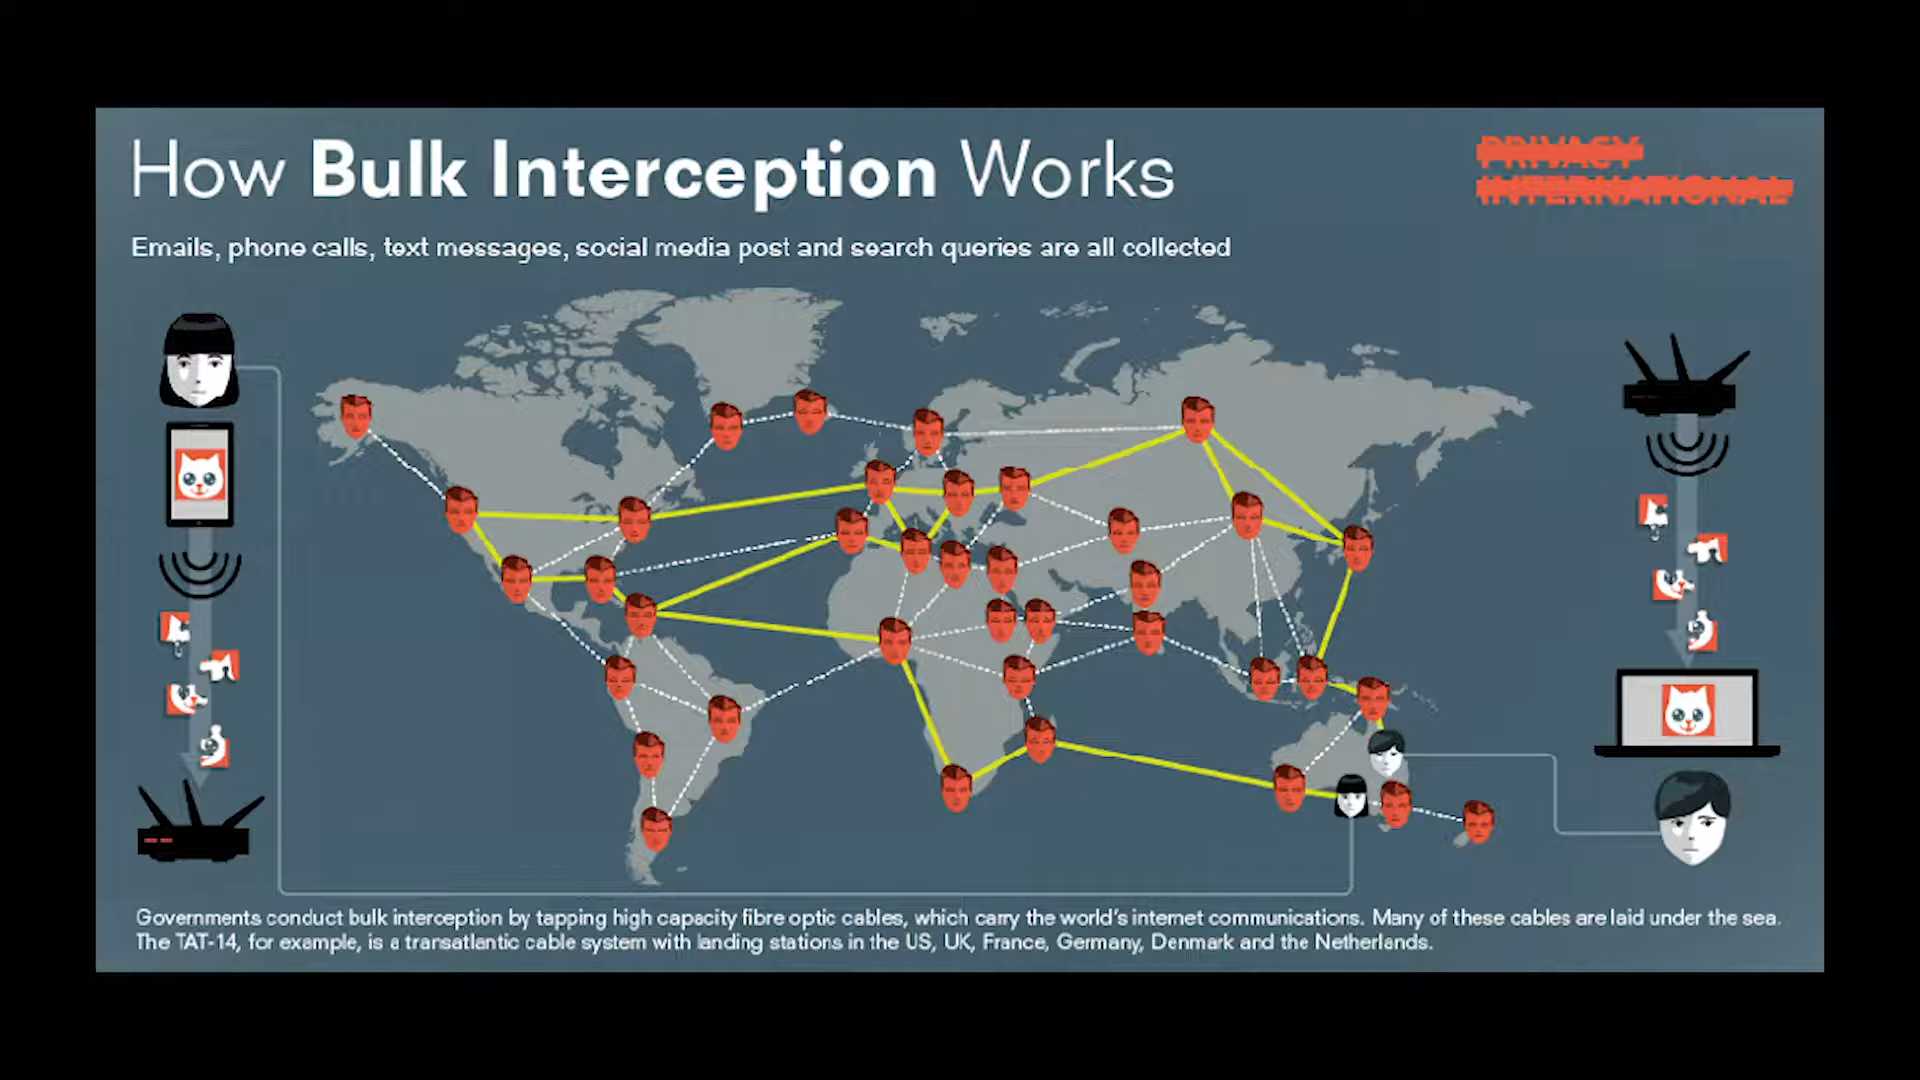 How Bulk Interception Works
PRIVACY
INTERNATIONAL
Emails, phone calls, text messages, social media post and search queries are all collected
Governments conduct bulk interception by tapping high capacity fibre optic cables, which carry the world's internet communications. Many of these cables are laid under the sea.
The TAT-14, for example, is a transatlantic cable system with landing stations in the US, UK, France, Germany, Denmark and the Netherlands.